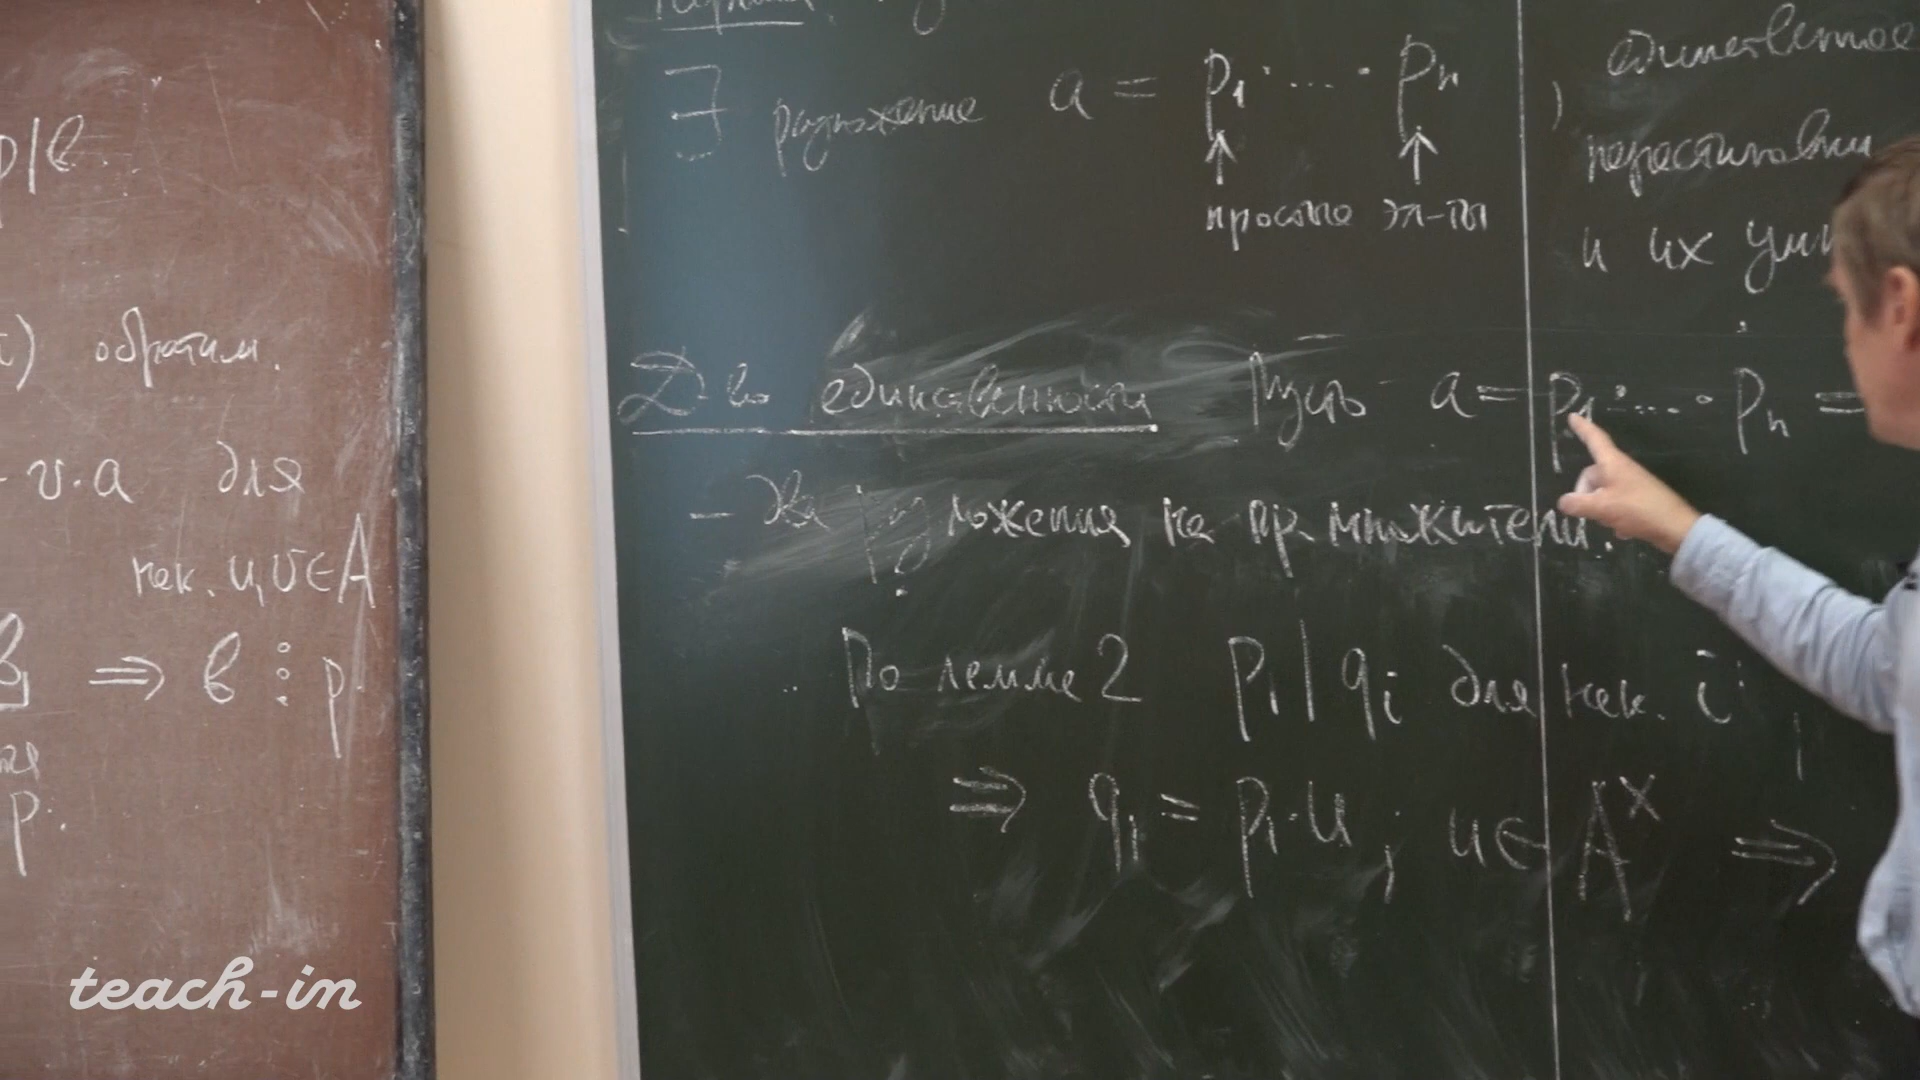 p|b.
) обратим.
v·a для
нек. u,v∈A
⇒ b ⋮ p
p.
∃ разложение a = p₁·...·pₙ,
простые эл-ты
единственное
перестановки
и их
Д-во единственности Пусть a = p₁·...·pₙ =
– два разложения на пр. множители.
По лемме 2 p₁|qᵢ для нек. i
⇒ q₁ = p₁·u, u∈A^× ⇒
teach-in